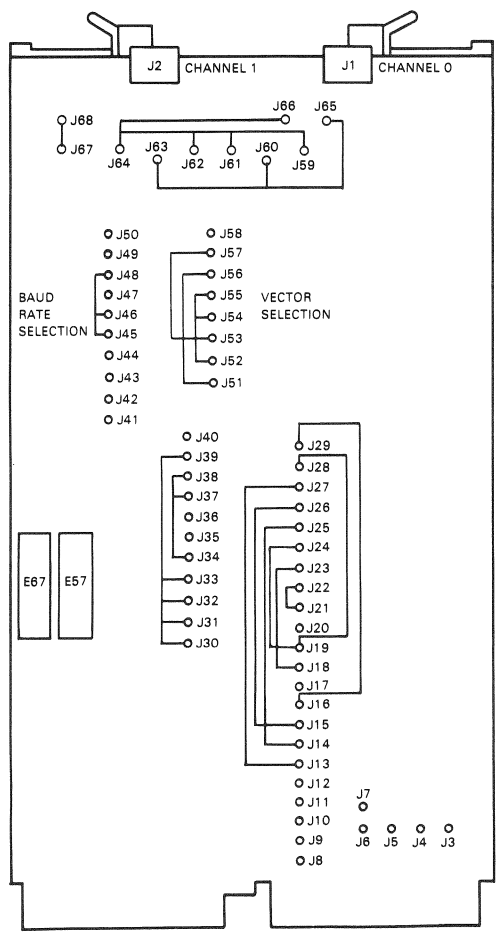 J2 CHANNEL 1 J1 CHANNEL 0
J68 J66 J65
J67 J64 J63 J62 J61 J60 J59
J50 J58
J49 J57
J48 J56
BAUD
RATE
SELECTION
J47 J55
VECTOR
SELECTION
J46 J54
J45 J53
J44 J52
J43 J51
J42
J41
J40
J39
J38
J37
J36
J35
J34
J33
J32
J31
J30
E67 E57
J29
J28
J27
J26
J25
J24
J23
J22
J21
J20
J19
J18
J17
J16
J15
J14
J13
J12
J11
J10
J9
J8
J7
J6 J5 J4 J3